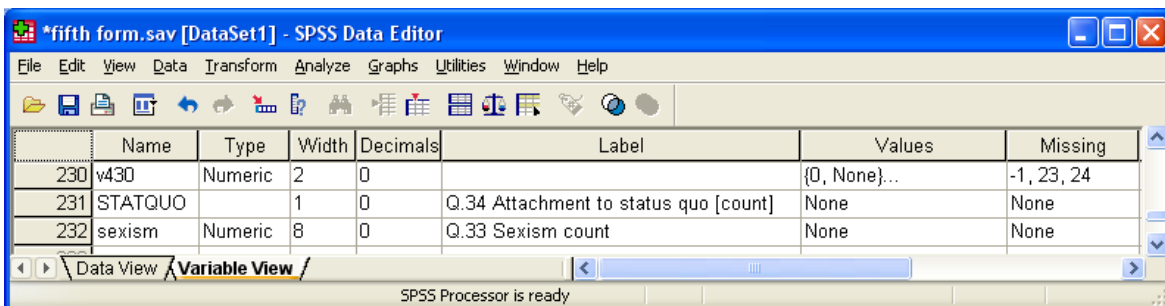 *fifth form.sav [DataSet1] - SPSS Data Editor
File Edit View Data Transform Analyze Graphs Utilities Window Help
Name Type Width Decimals Label Values Missing
230 v430 Numeric 2 0 {0, None}... -1, 23, 24
231 STATQUO 1 0 Q.34 Attachment to status quo [count] None None
232 sexism Numeric 8 0 Q.33 Sexism count None None
Data View Variable View
SPSS Processor is ready